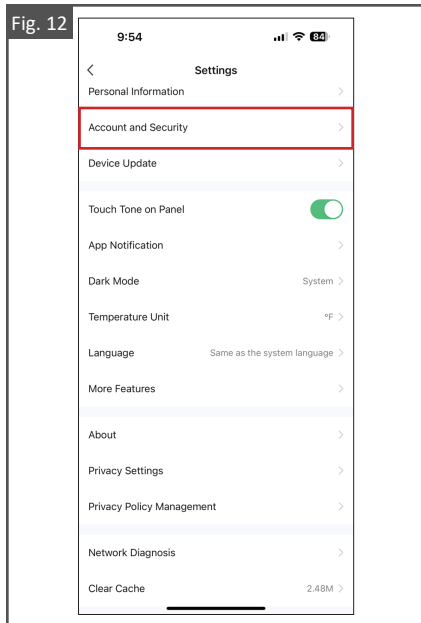 Fig. 12
9:54 84
Settings
Personal Information
Account and Security
Device Update
Touch Tone on Panel
App Notification
Dark Mode System
Temperature Unit °F
Language Same as the system language
More Features
About
Privacy Settings
Privacy Policy Management
Network Diagnosis
Clear Cache 2.48M